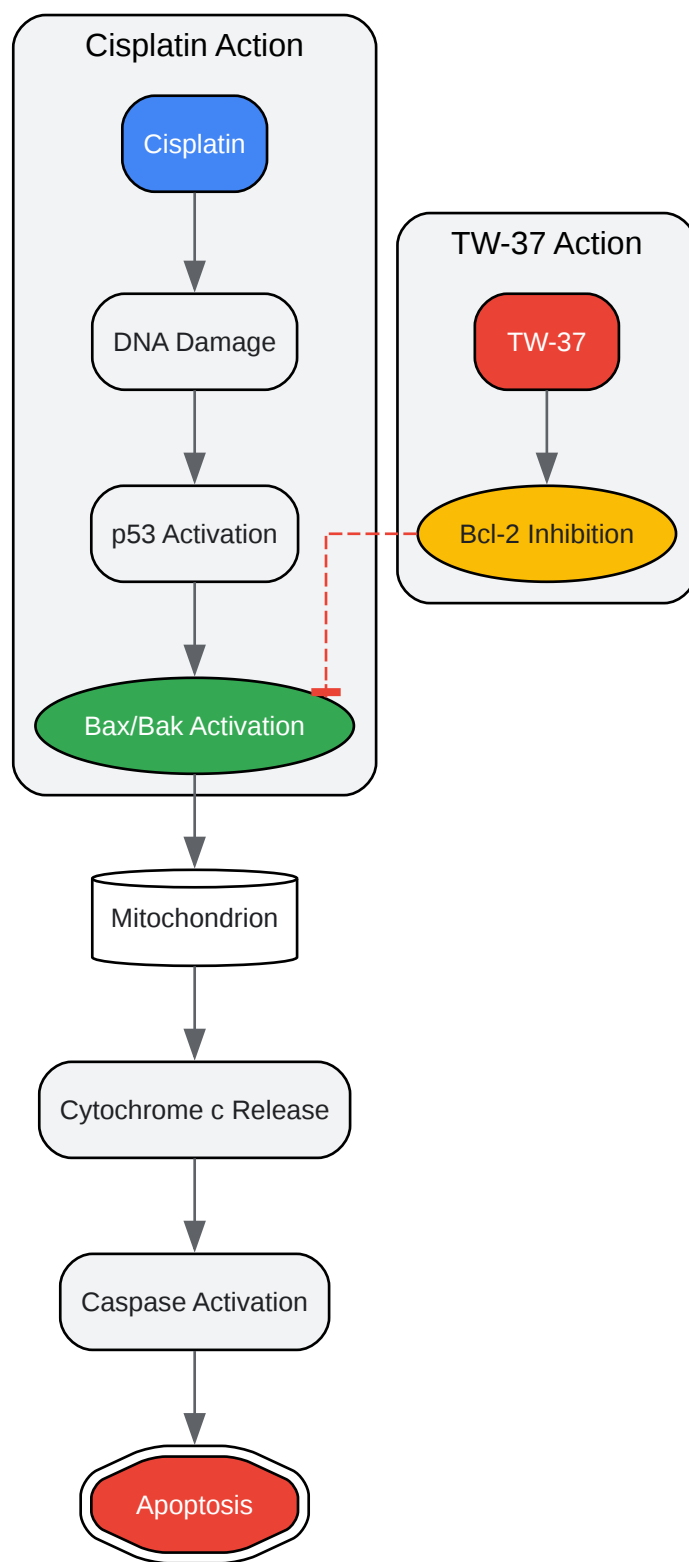 Cisplatin Action
Cisplatin
DNA Damage
p53 Activation
Bax/Bak Activation
TW-37 Action
TW-37
Bcl-2 Inhibition
Mitochondrion
Cytochrome c Release
Caspase Activation
Apoptosis